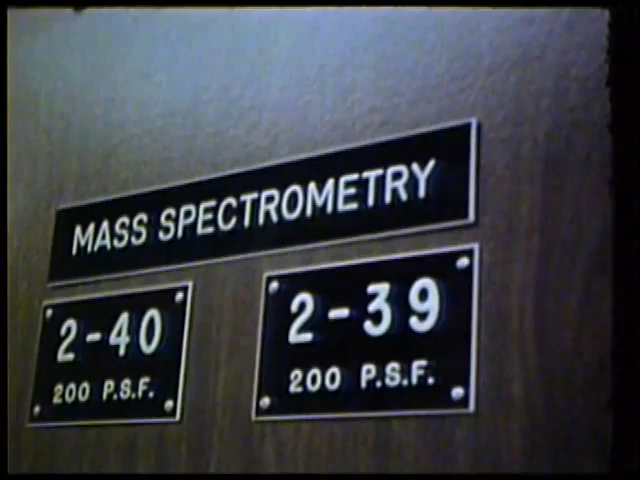 MASS SPECTROMETRY
2-40
200 P.S.F.
2-39
200 P.S.F.